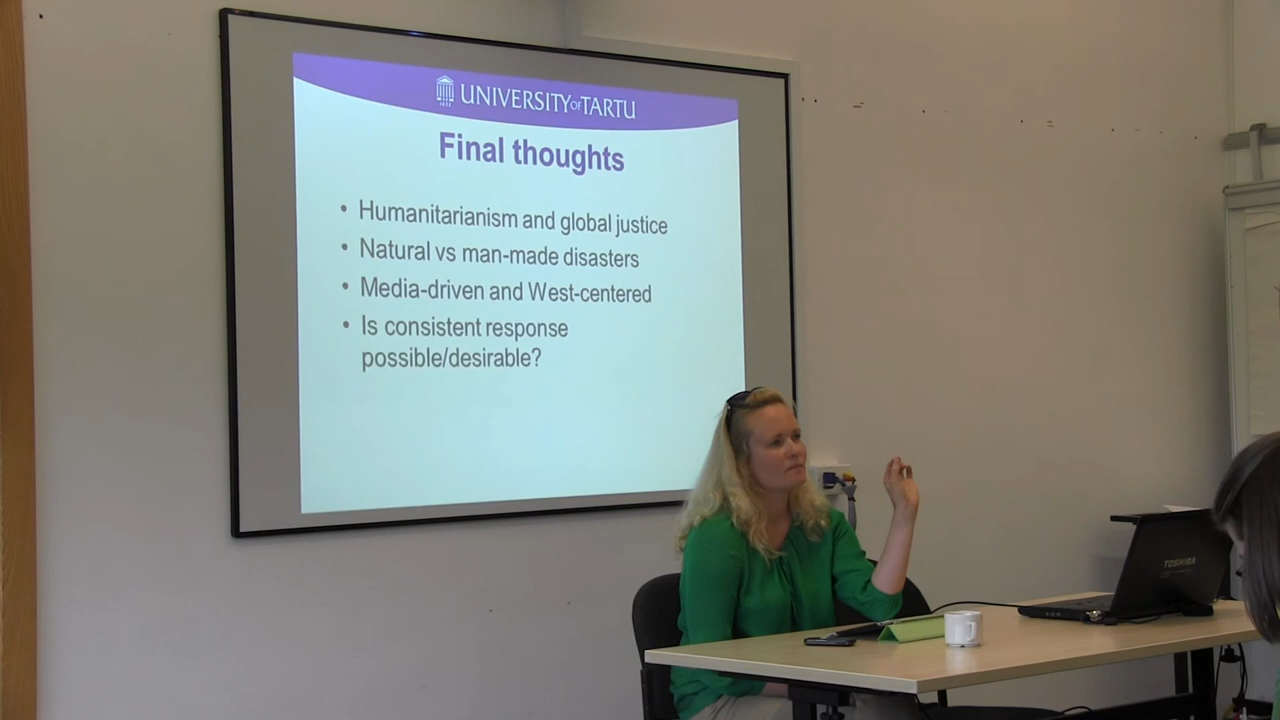 UNIVERSITY OF TARTU
1632
Final thoughts
• Humanitarianism and global justice
• Natural vs man-made disasters
• Media-driven and West-centered
• Is consistent response
possible/desirable?
TOSHIBA